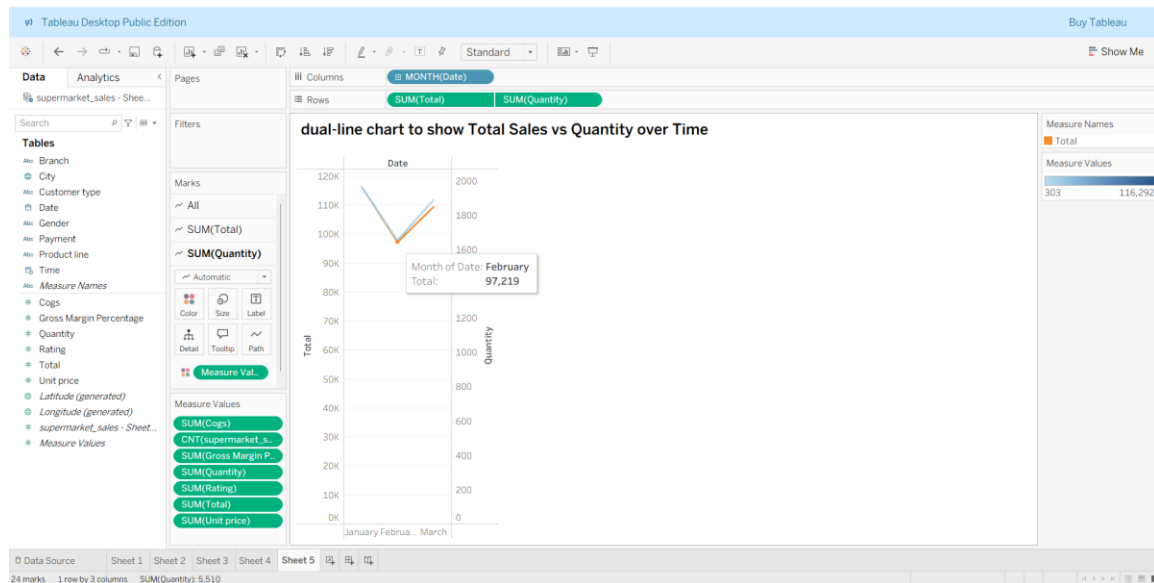 Tableau Desktop Public Edition
Buy Tableau
Standard
Show Me
Data
Analytics
supermarket_sales - Shee...
Search
Tables
Abc Branch
City
Abc Customer type
Date
Abc Gender
Abc Payment
Abc Product line
Time
Abc Measure Names
# Cogs
# Gross Margin Percentage
# Quantity
# Rating
# Total
# Unit price
Latitude (generated)
Longitude (generated)
# supermarket_sales - Sheet...
# Measure Values
Pages
Filters
Marks
All
SUM(Total)
SUM(Quantity)
Automatic
Color
Size
Label
Detail
Tooltip
Path
Measure Val..
Measure Values
SUM(Cogs)
CNT(supermarket_s..
SUM(Gross Margin P..
SUM(Quantity)
SUM(Rating)
SUM(Total)
SUM(Unit price)
Columns
MONTH(Date)
Rows
SUM(Total)
SUM(Quantity)
dual-line chart to show Total Sales vs Quantity over Time
Date
120K
110K
100K
90K
80K
70K
60K
50K
40K
30K
20K
10K
0K
Total
2000
1800
1600
1200
1000
800
600
400
200
0
Quantity
Month of Date: February
Total: 97,219
January
Februa..
March
Measure Names
Total
Measure Values
303
116,292
Data Source
Sheet 1
Sheet 2
Sheet 3
Sheet 4
Sheet 5
24 marks
1 row by 3 columns
SUM(Quantity): 5,510